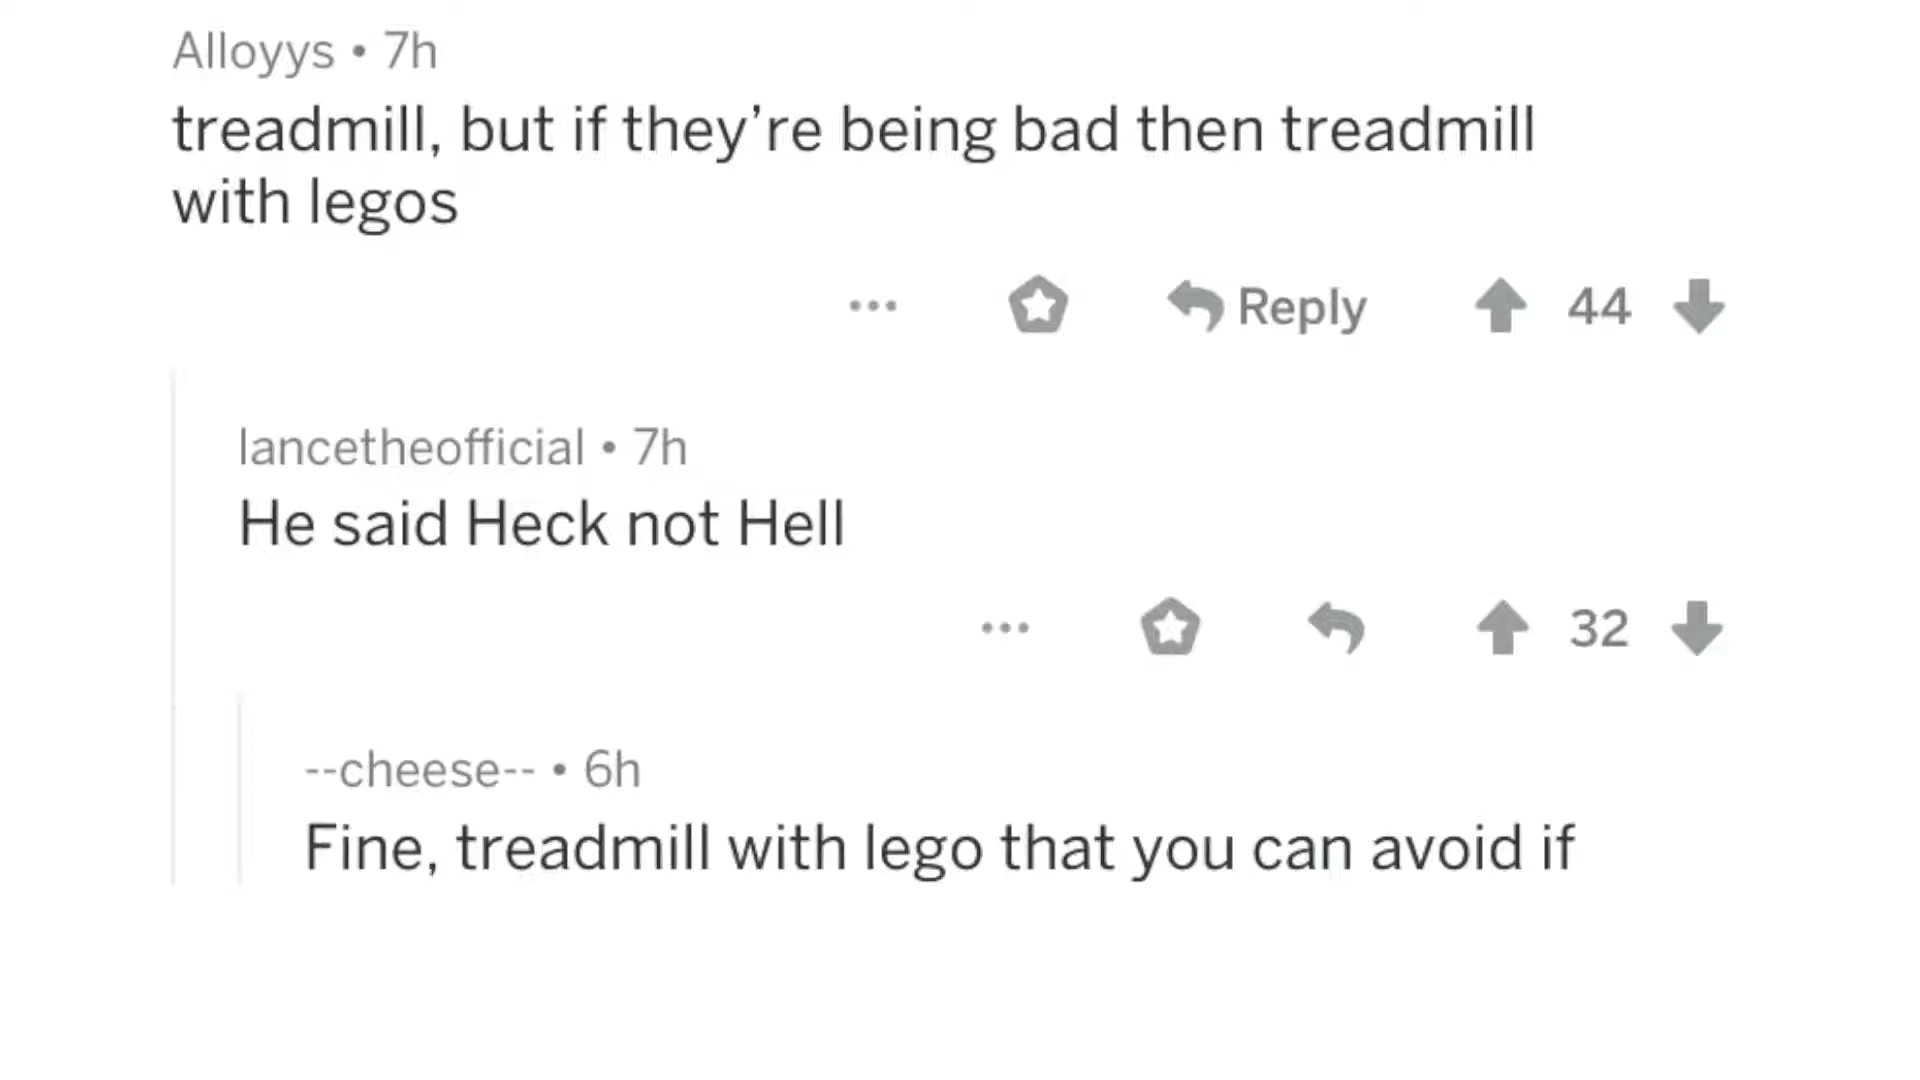 Alloyys • 7h
treadmill, but if they’re being bad then treadmill
with legos
Reply 44
lancetheofficial • 7h
He said Heck not Hell
32
--cheese-- • 6h
Fine, treadmill with lego that you can avoid if